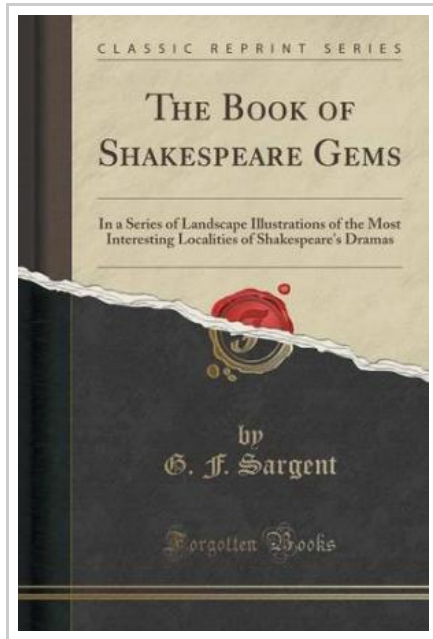 CLASSIC REPRINT SERIES
THE BOOK OF
SHAKESPEARE GEMS
In a Series of Landscape Illustrations of the Most
Interesting Localities of Shakespeare's Dramas
by
G. F. Sargent
Forgotten Books